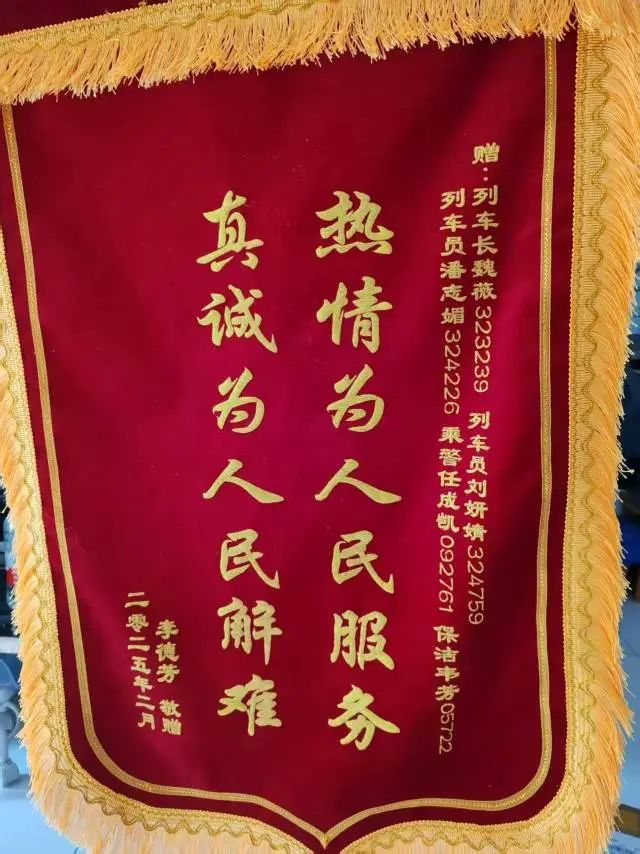 赠：列车长魏薇323239 列车员刘妍婧324759
列车员潘志媚324226 乘警任成凯092761 保洁韦芳05722
热情为人民服务
真诚为人民解难
李德芳 敬赠
二零二五年二月